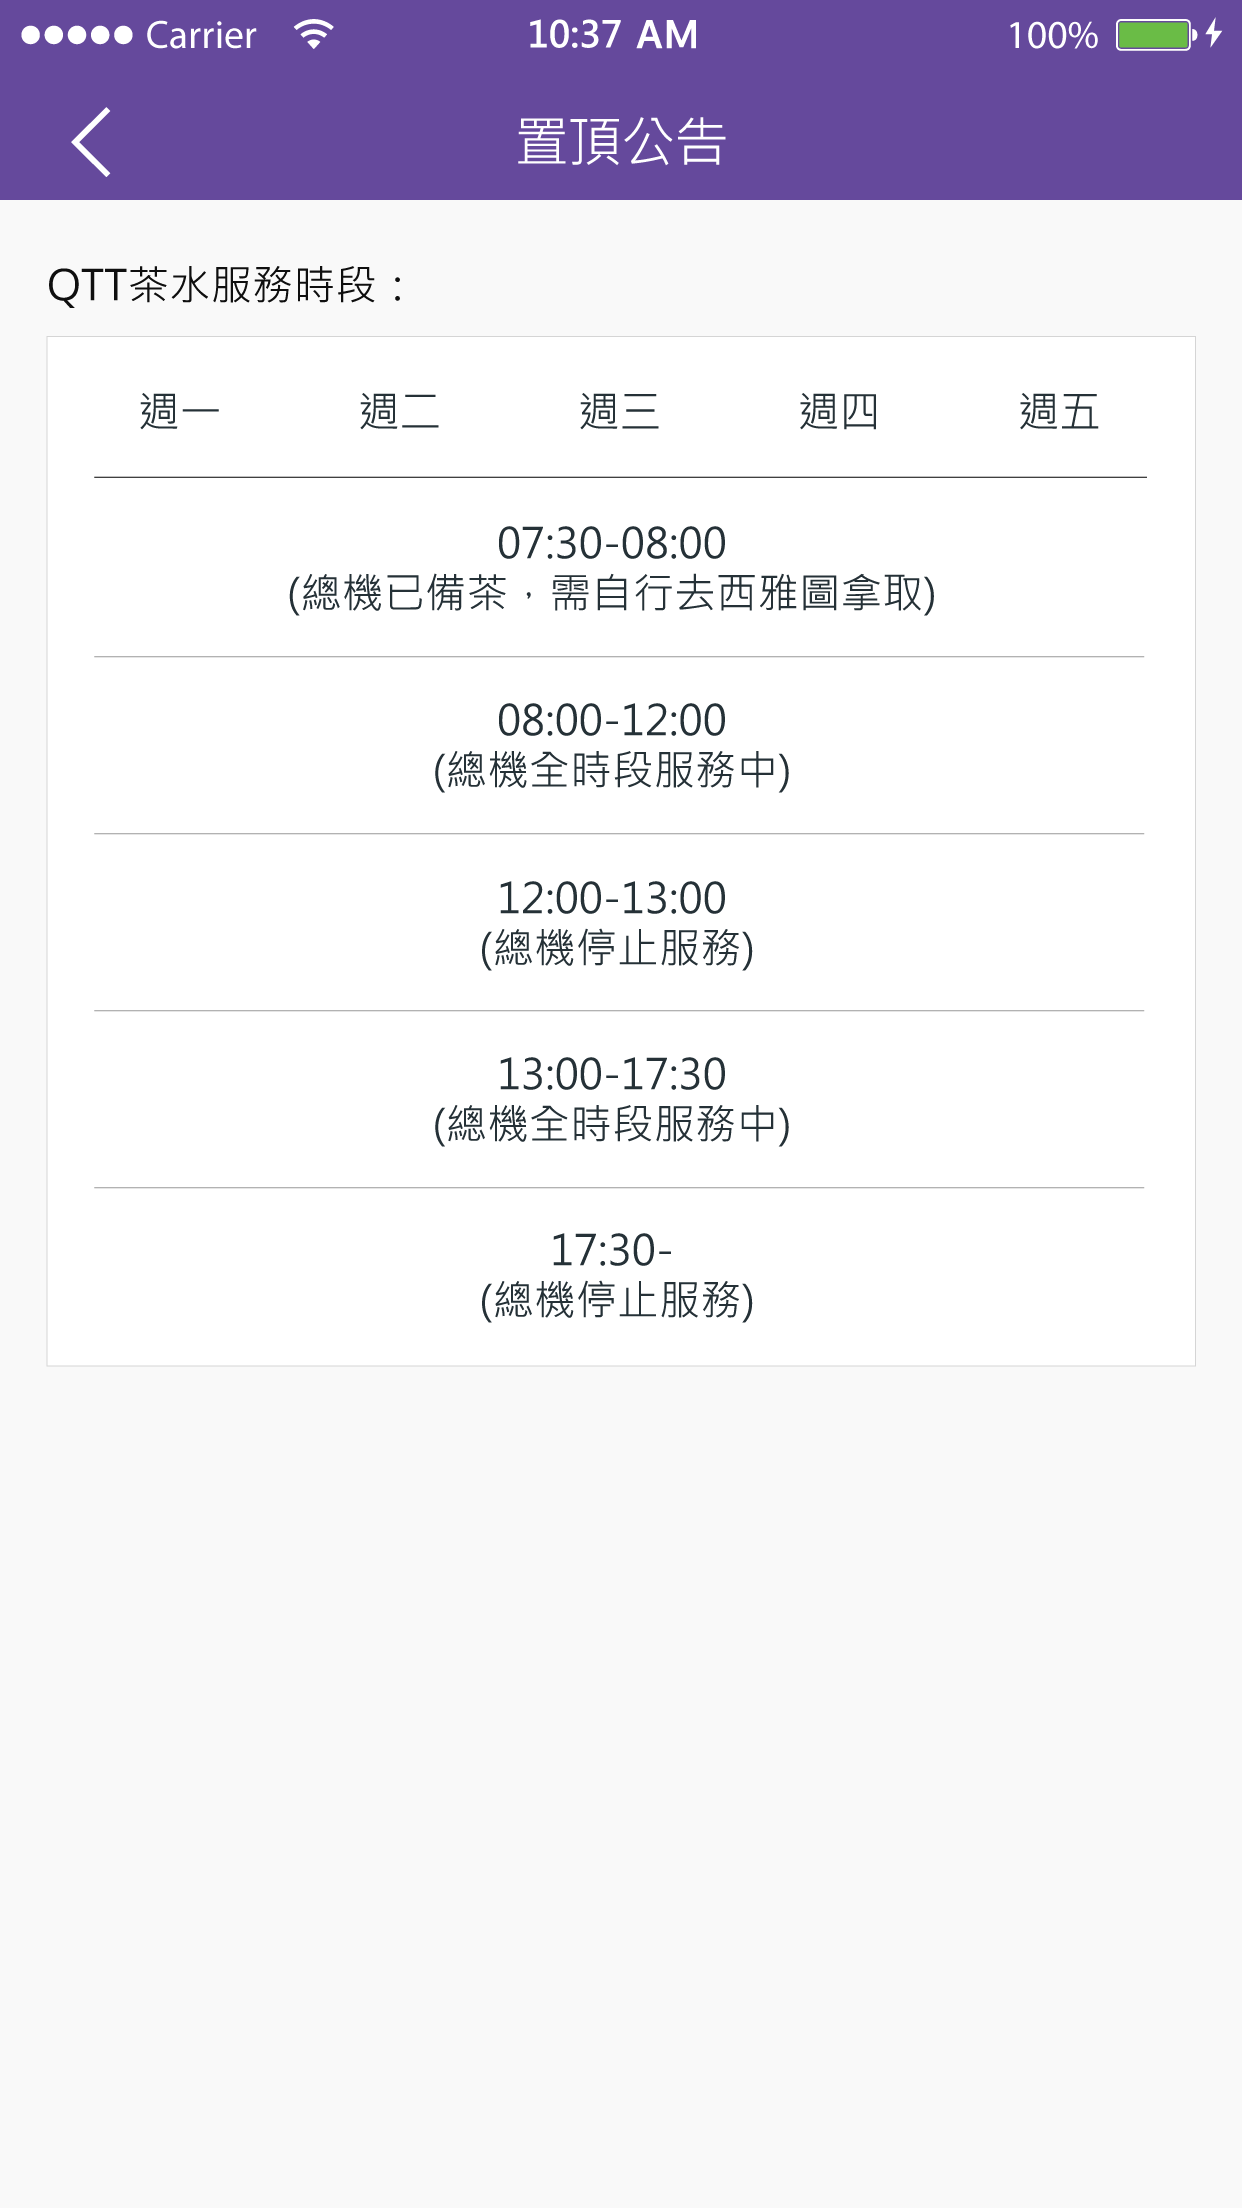 Carrier 10:37 AM 100%
置頂公告
QTT茶水服務時段：
週一 週二 週三 週四 週五
07:30-08:00
(總機已備茶，需自行去西雅圖拿取)
08:00-12:00
(總機全時段服務中)
12:00-13:00
(總機停止服務)
13:00-17:30
(總機全時段服務中)
17:30-
(總機停止服務)